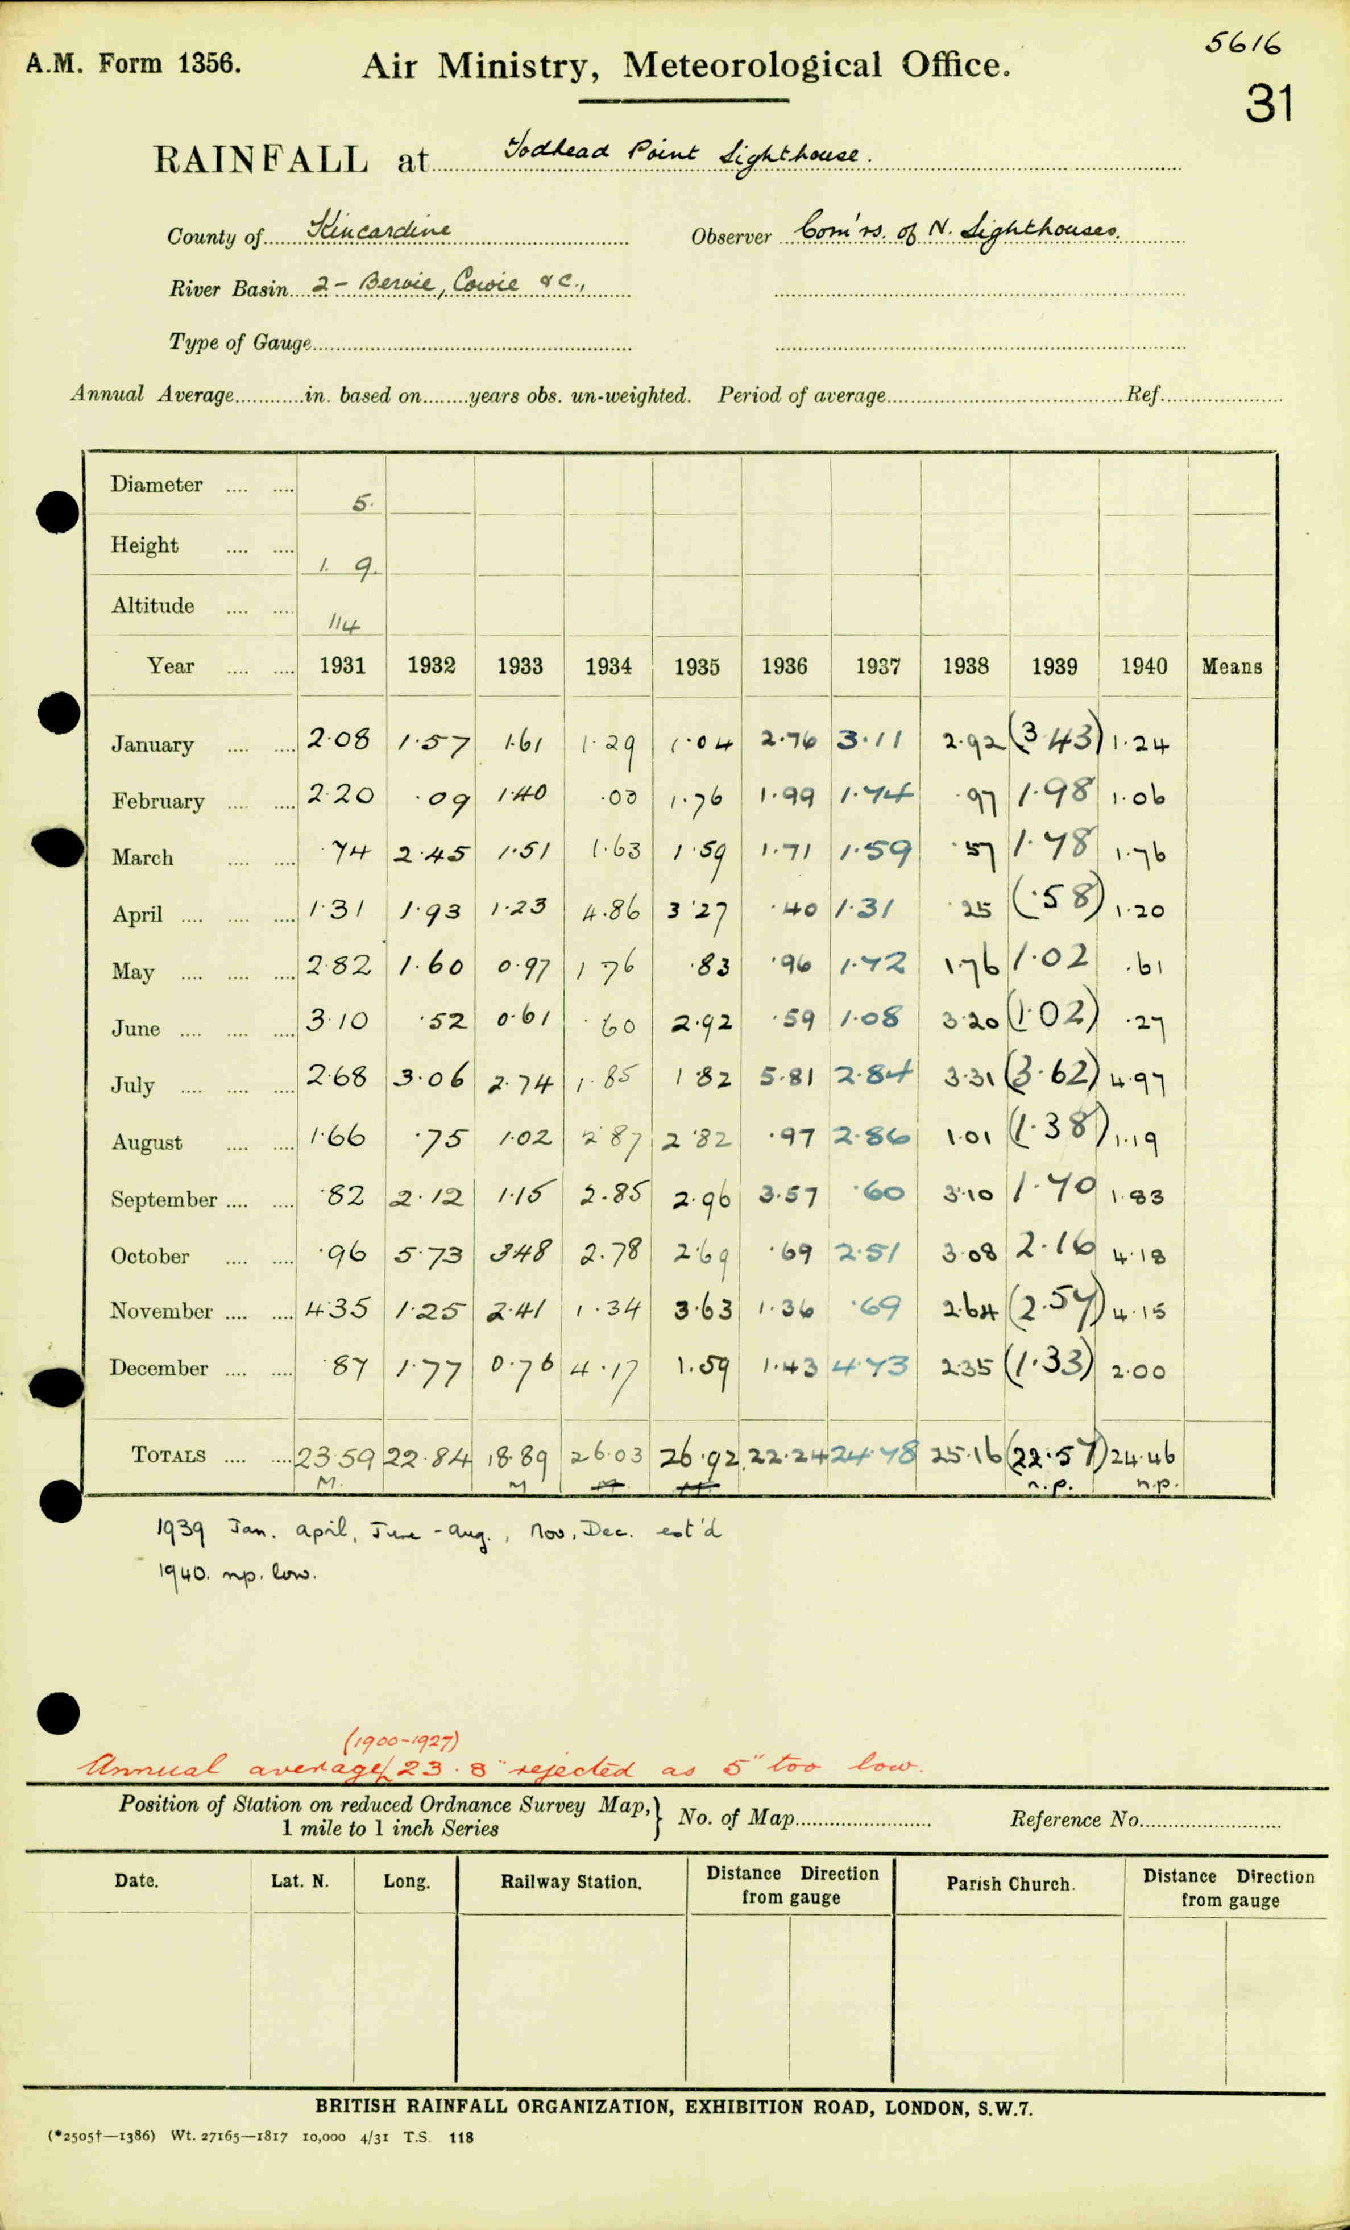 5616
A.M. Form 1356. Air Ministry, Meteorological Office.
31
RAINFALL at Todhead Point Lighthouse.
County of Kincardine Observer Com'rs. of N. Lighthouses.
River Basin 2 - Bervie, Cowie &c.,
Type of Gauge
Annual Average in. based on years obs. un-weighted. Period of average Ref.
Diameter 5.
Height 1. 9.
Altitude 114
Year 1931 1932 1933 1934 1935 1936 1937 1938 1939 1940 Means
January 2.08 1.57 1.61 1.29 1.04 2.76 3.11 2.92 (3.43) 1.24
February 2.20 .09 1.40 .03 1.76 1.99 1.74 .97 1.98 1.06
March .74 2.45 1.51 1.63 1.59 1.71 1.59 .57 1.78 1.76
April 1.31 1.93 1.23 4.86 3.27 .40 1.31 .25 (.58) 1.20
May 2.82 1.60 0.97 1.76 .83 .96 1.72 1.76 1.02 .61
June 3.10 .52 0.61 .60 2.92 .59 1.08 3.20 (1.02) .27
July 2.68 3.06 2.74 1.85 1.82 5.81 2.84 3.31 (3.62) 4.97
August 1.66 .75 1.02 2.87 2.82 .97 2.86 1.01 (1.38) 1.19
September .82 2.12 1.15 2.85 2.96 3.57 .60 3.10 1.70 1.83
October .96 5.73 3.48 2.78 2.69 .69 2.51 3.08 2.16 4.18
November 4.35 1.25 2.41 1.34 3.63 1.36 .69 2.64 (2.57) 4.15
December .87 1.77 0.76 4.17 1.59 1.43 4.73 2.35 (1.33) 2.00
TOTALS 23.59 22.84 18.89 26.03 26.92 22.24 24.78 25.16 (22.57) 24.46
M. M M M n.p. n.p.
1939 Jan. april, June - aug., Nov, Dec. est'd
1940. n.p. low.
(1900-1927)
Annual average 23.8" rejected as 5" too low.
Position of Station on reduced Ordnance Survey Map, } No. of Map Reference No.
1 mile to 1 inch Series
Date. Lat. N. Long. Railway Station. Distance Direction from gauge Parish Church. Distance Direction from gauge
BRITISH RAINFALL ORGANIZATION, EXHIBITION ROAD, LONDON, S.W.7.
(*2505†—1386) Wt. 27165—1817 10,000 4/31 T.S. 118